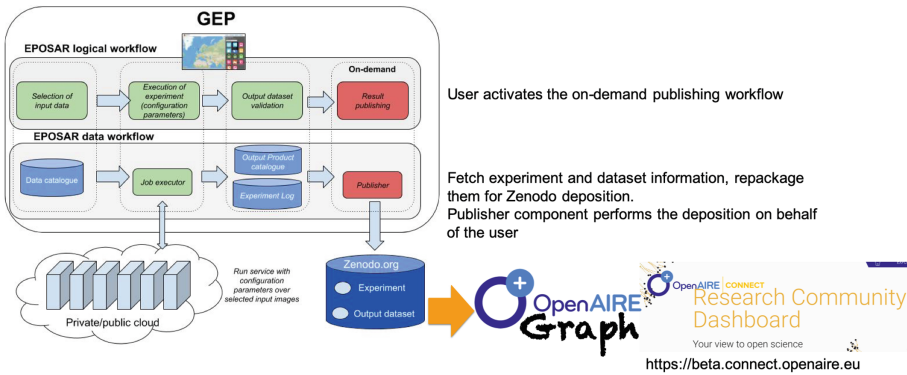 GEP
EPOSAR logical workflow
On-demand
Selection of
input data
Execution of
experiment
(configuration
parameters)
Output dataset
validation
Result
publishing
User activates the on-demand publishing workflow
EPOSAR data workflow
Data catalogue
Job executor
Output Product
catalogue
Experiment Log
Publisher
Fetch experiment and dataset information, repackage
them for Zenodo deposition.
Publisher component performs the deposition on behalf
of the user
Private/public cloud
Run service with
configuration
parameters over
selected input images
Zenodo.org
Experiment
Output dataset
OpenAIRE
Graph
OpenAIRE CONNECT
Research Community
Dashboard
Your view to open science
https://beta.connect.openaire.eu